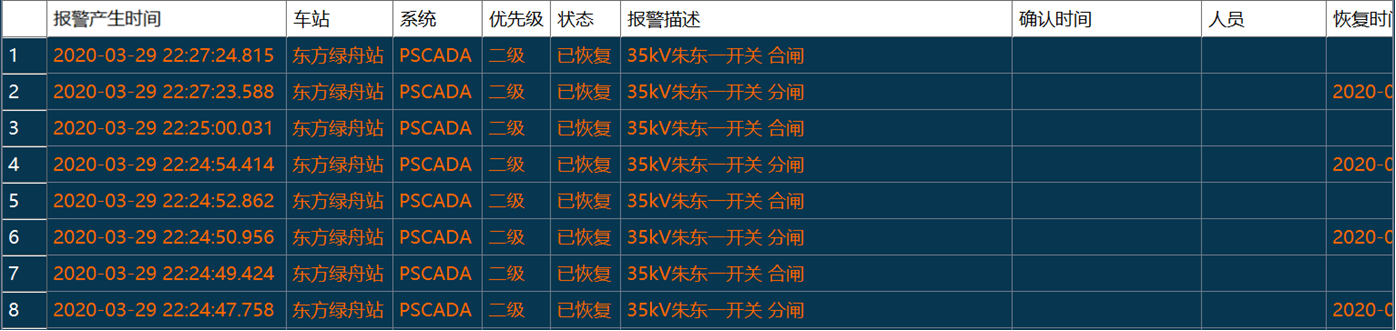 报警产生时间 车站 系统 优先级 状态 报警描述 确认时间 人员 恢复时间
1 2020-03-29 22:27:24.815 东方绿舟站 PSCADA 二级 已恢复 35kV朱东一开关 合闸
2 2020-03-29 22:27:23.588 东方绿舟站 PSCADA 二级 已恢复 35kV朱东一开关 分闸 2020-0
3 2020-03-29 22:25:00.031 东方绿舟站 PSCADA 二级 已恢复 35kV朱东一开关 合闸
4 2020-03-29 22:24:54.414 东方绿舟站 PSCADA 二级 已恢复 35kV朱东一开关 分闸 2020-0
5 2020-03-29 22:24:52.862 东方绿舟站 PSCADA 二级 已恢复 35kV朱东一开关 合闸
6 2020-03-29 22:24:50.956 东方绿舟站 PSCADA 二级 已恢复 35kV朱东一开关 分闸 2020-0
7 2020-03-29 22:24:49.424 东方绿舟站 PSCADA 二级 已恢复 35kV朱东一开关 合闸
8 2020-03-29 22:24:47.758 东方绿舟站 PSCADA 二级 已恢复 35kV朱东一开关 分闸 2020-0